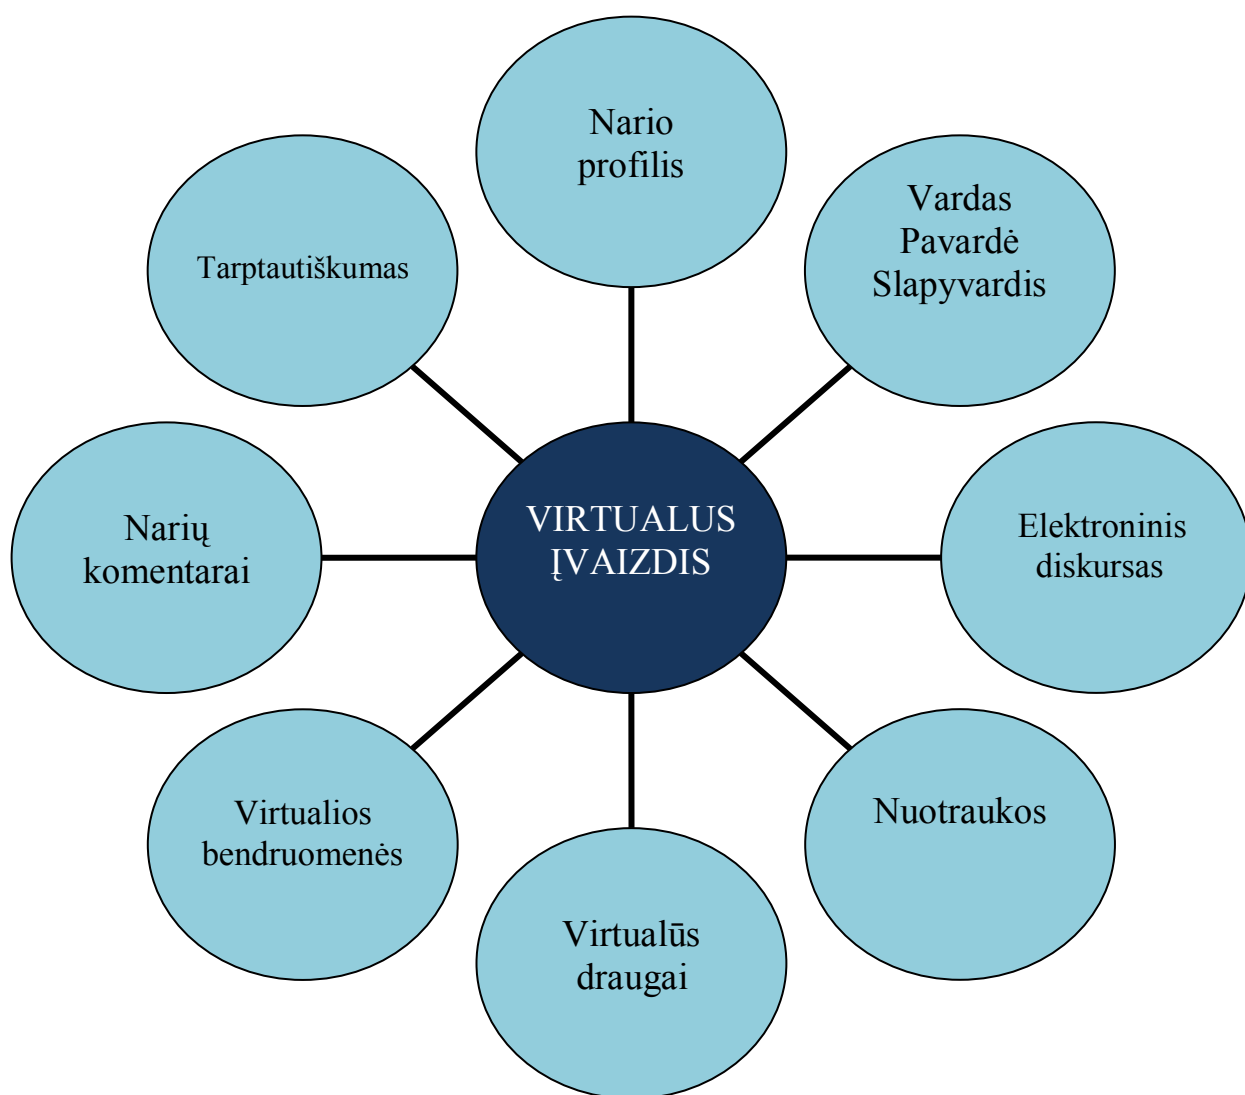 Nario
profilis
Vardas
Pavardė
Slapyvardis
Tarptautiškumas
VIRTUALUS
ĮVAIZDIS
Elektroninis
diskursas
Narių
komentarai
Nuotraukos
Virtualios
bendruomenės
Virtualūs
draugai